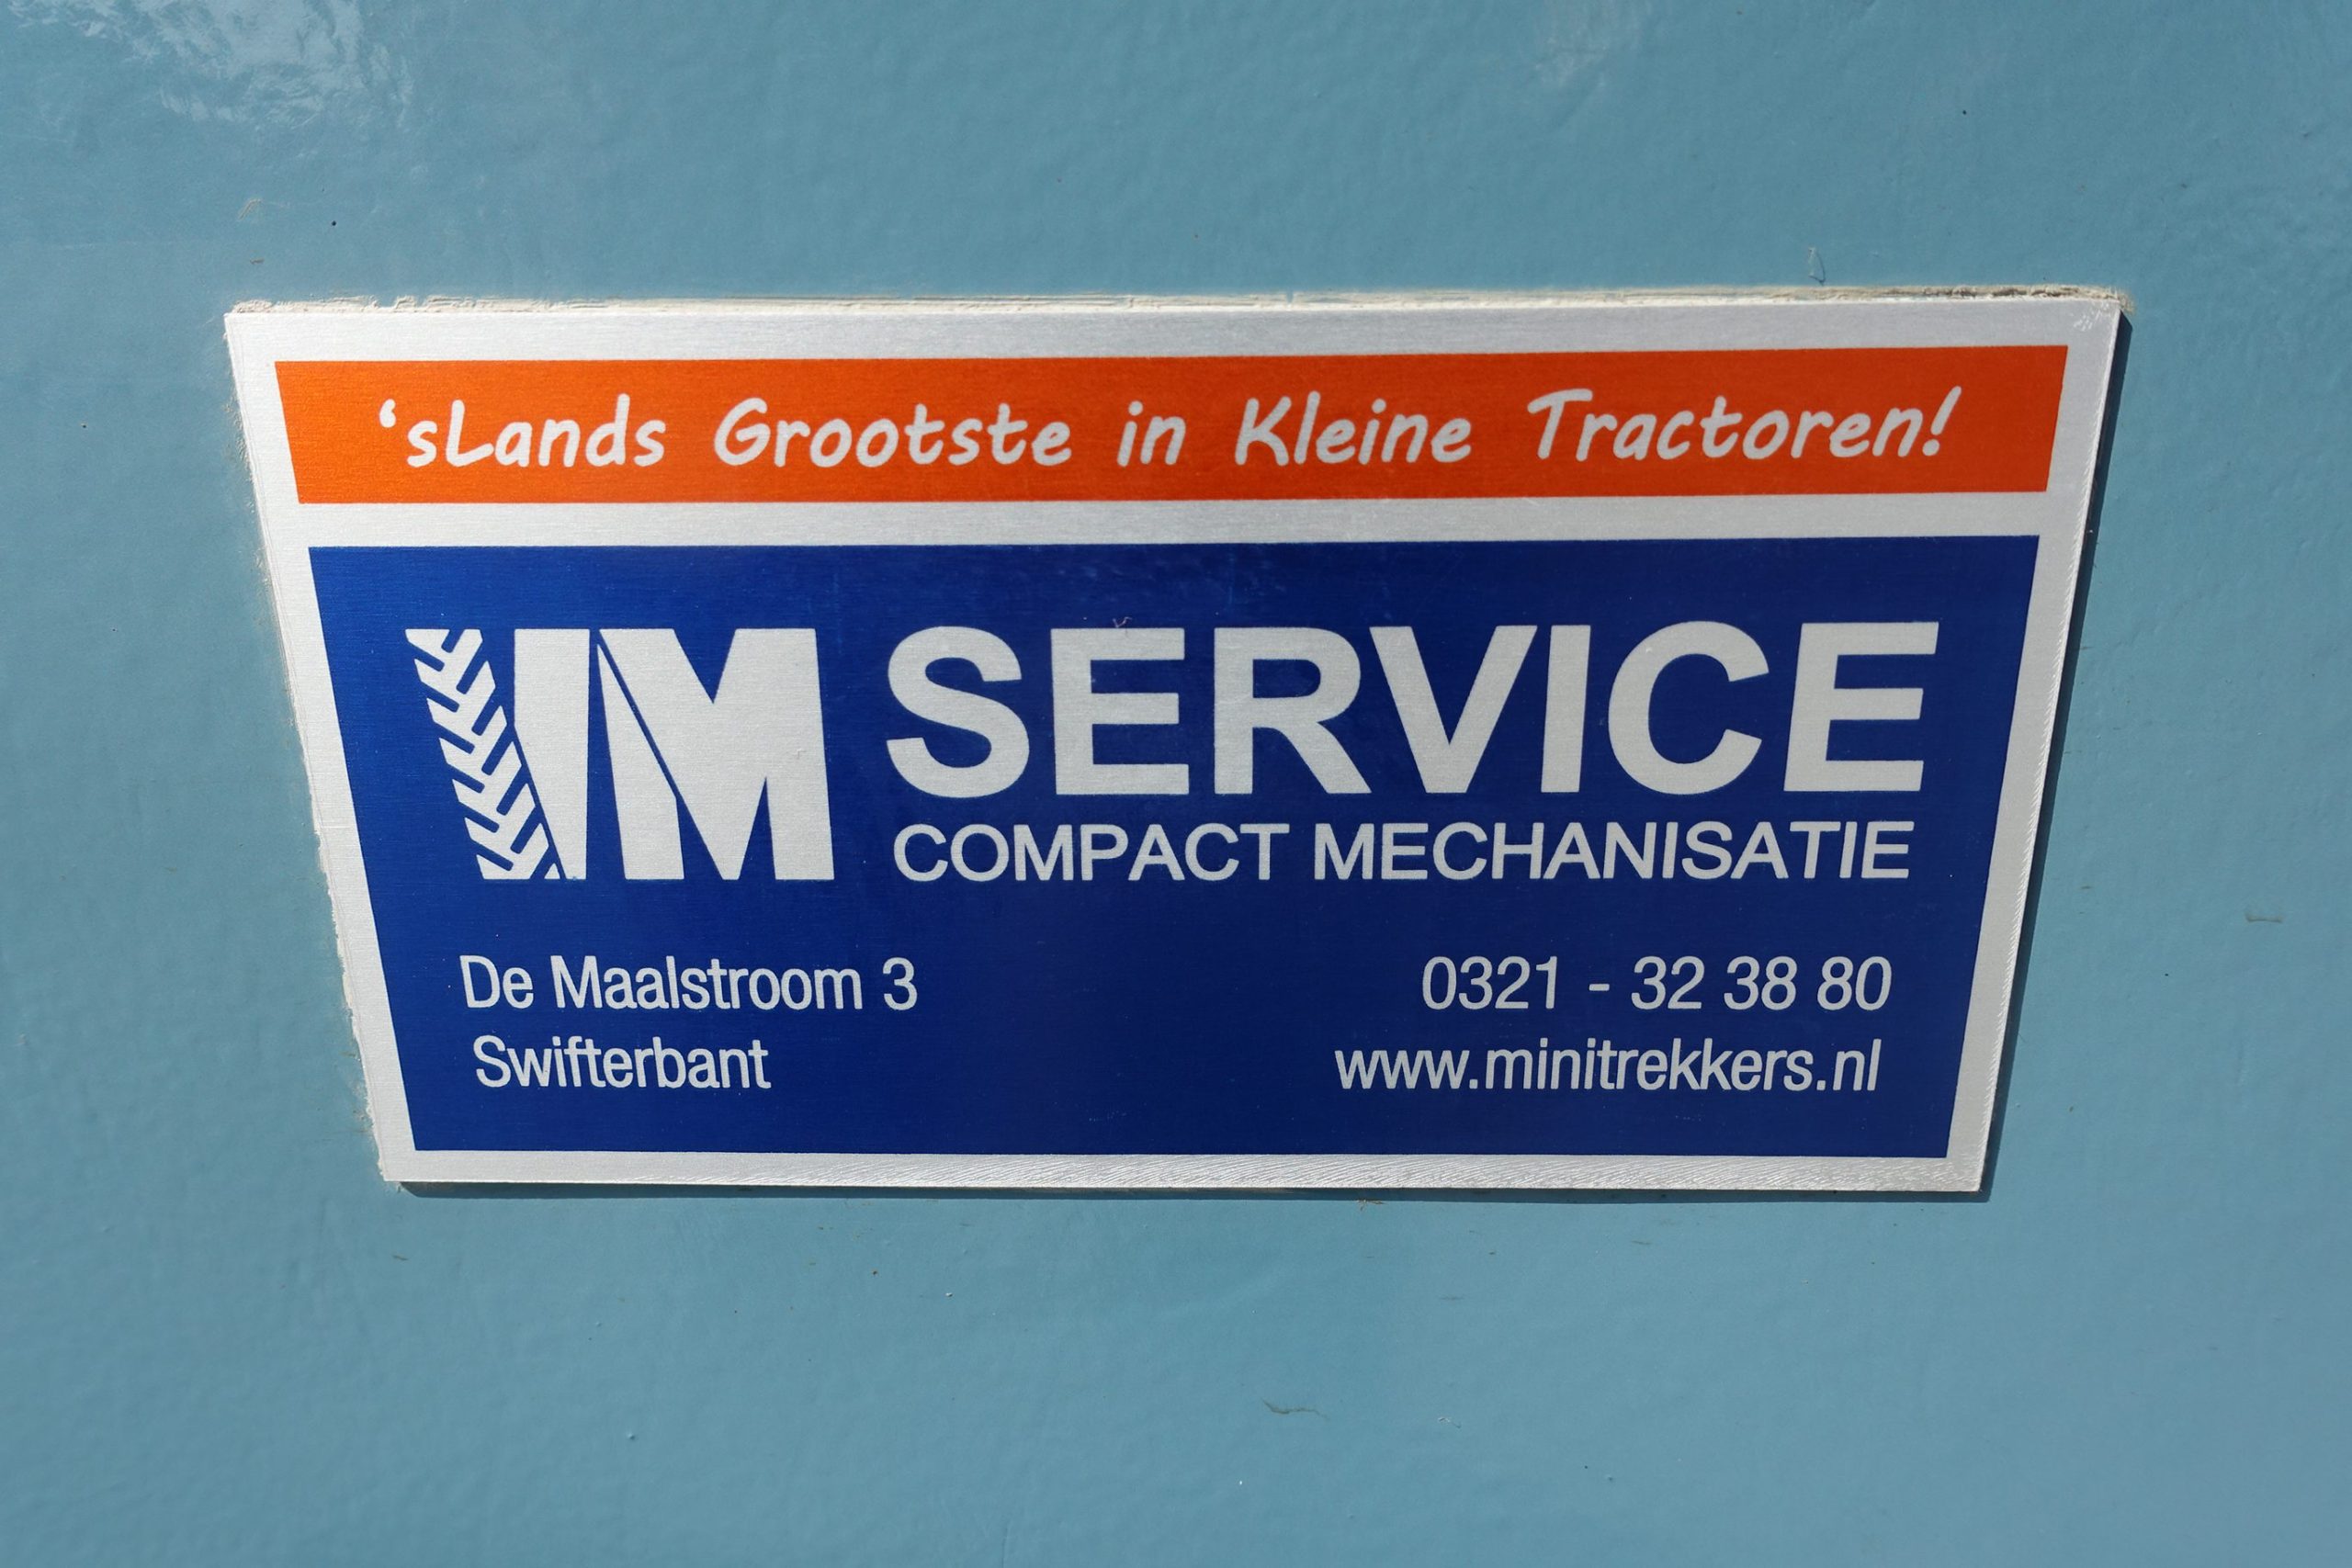 ‘sLands Grootste in Kleine Tractoren!
VM SERVICE
COMPACT MECHANISATIE
De Maalstroom 3
Swifterbant
0321 - 32 38 80
www.minitrekkers.nl